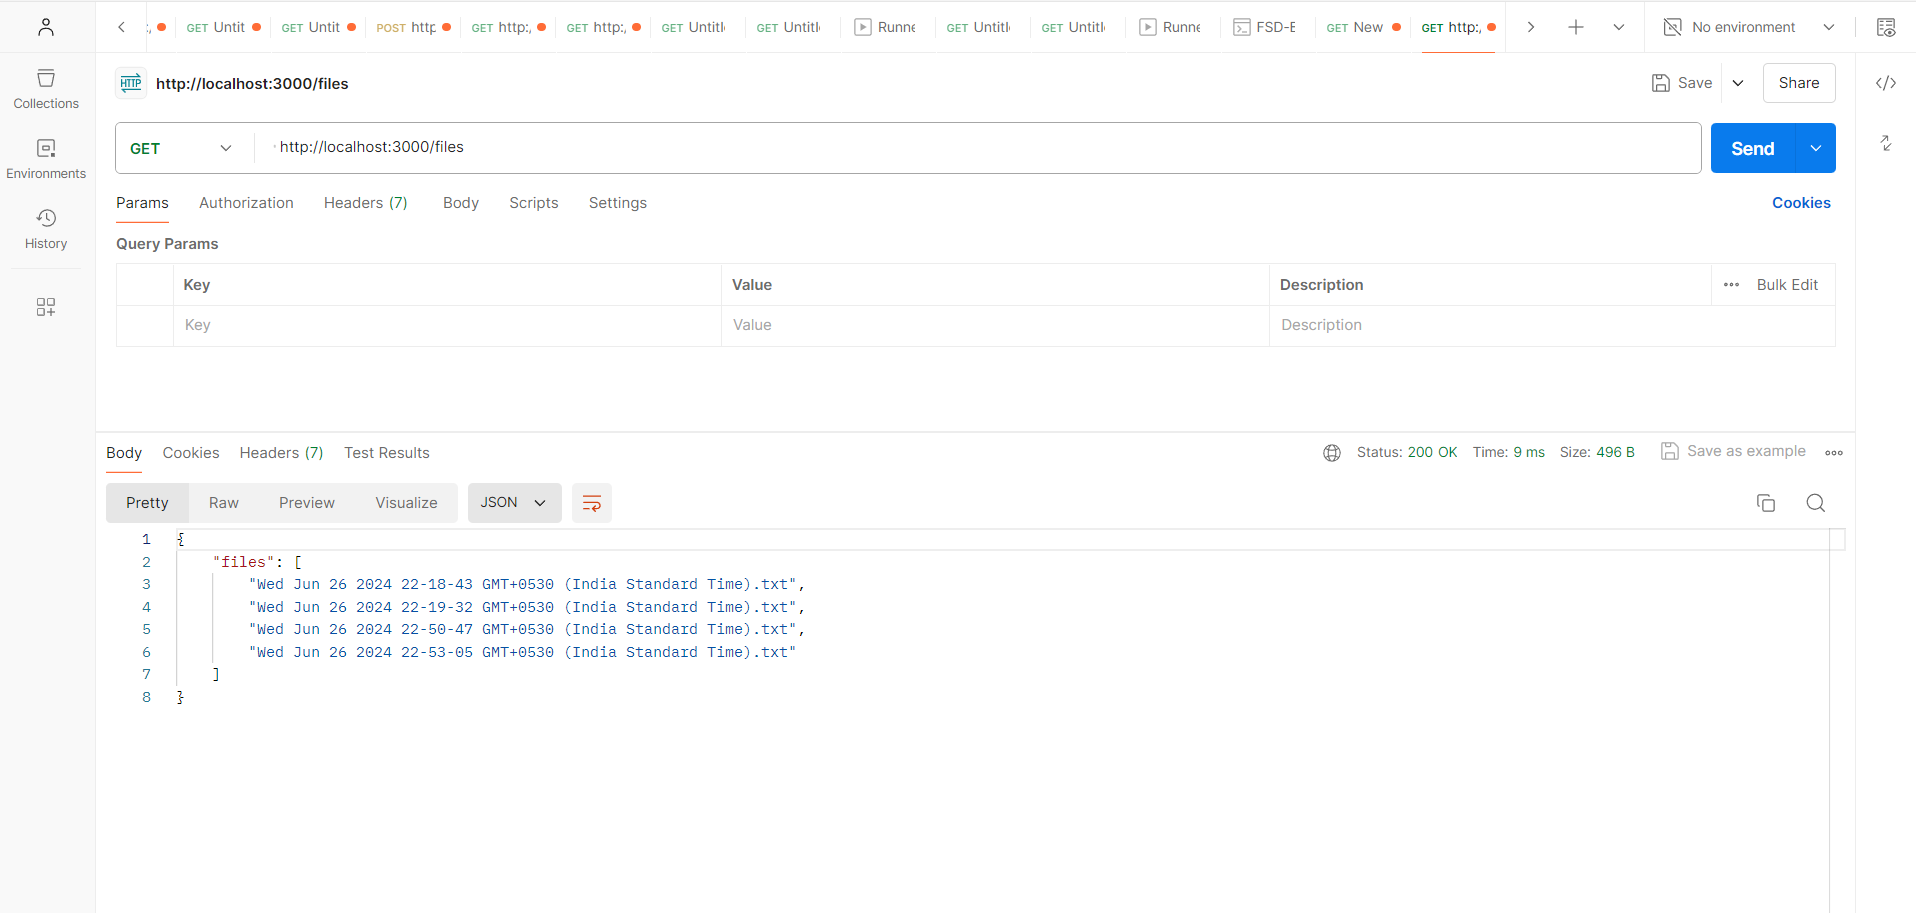 GET Untit GET Untit POST http GET http:/ GET http:/ GET Untitl GET Untitl Runne GET Untitl GET Untitl Runne FSD-E GET New GET http:/ No environment
Collections
Environments
History
HTTP http://localhost:3000/files Save Share
GET http://localhost:3000/files Send
Params Authorization Headers (7) Body Scripts Settings Cookies
Query Params
Key Value Description Bulk Edit
Key Value Description
Body Cookies Headers (7) Test Results Status: 200 OK Time: 9 ms Size: 496 B Save as example
Pretty Raw Preview Visualize JSON
1 {
2 "files": [
3 "Wed Jun 26 2024 22-18-43 GMT+0530 (India Standard Time).txt",
4 "Wed Jun 26 2024 22-19-32 GMT+0530 (India Standard Time).txt",
5 "Wed Jun 26 2024 22-50-47 GMT+0530 (India Standard Time).txt",
6 "Wed Jun 26 2024 22-53-05 GMT+0530 (India Standard Time).txt"
7 ]
8 }